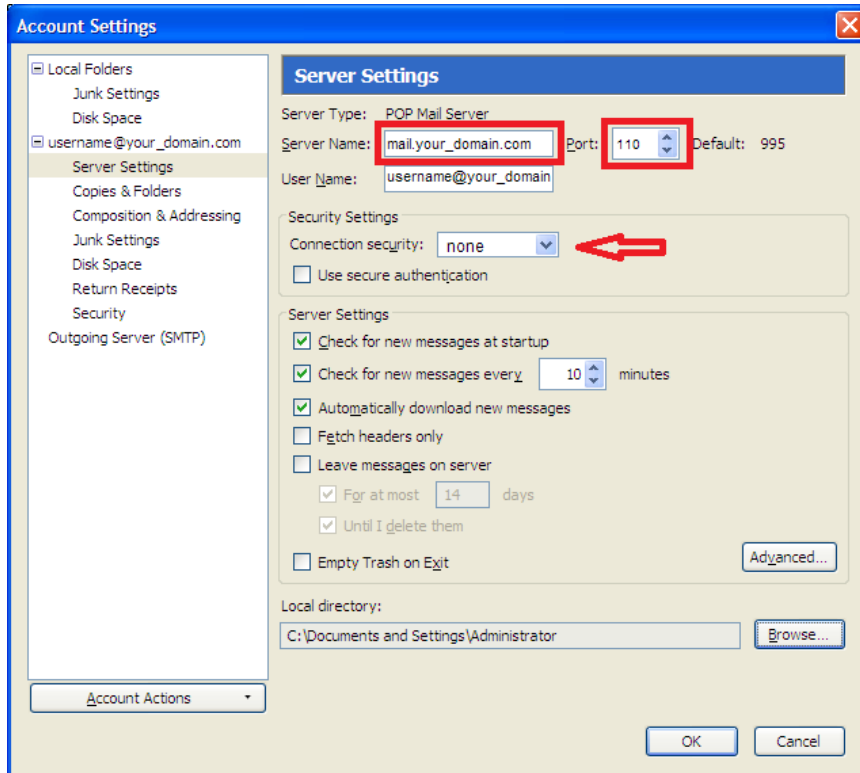 Account Settings
Local Folders
Junk Settings
Disk Space
username@your_domain.com
Server Settings
Copies & Folders
Composition & Addressing
Junk Settings
Disk Space
Return Receipts
Security
Outgoing Server (SMTP)
Account Actions
Server Settings
Server Type: POP Mail Server
Server Name: mail.your_domain.com Port: 110 Default: 995
User Name: username@your_domain
Security Settings
Connection security: none
Use secure authentication
Server Settings
Check for new messages at startup
Check for new messages every 10 minutes
Automatically download new messages
Fetch headers only
Leave messages on server
For at most 14 days
Until I delete them
Empty Trash on Exit
Advanced...
Local directory:
C:\Documents and Settings\Administrator Browse...
OK Cancel